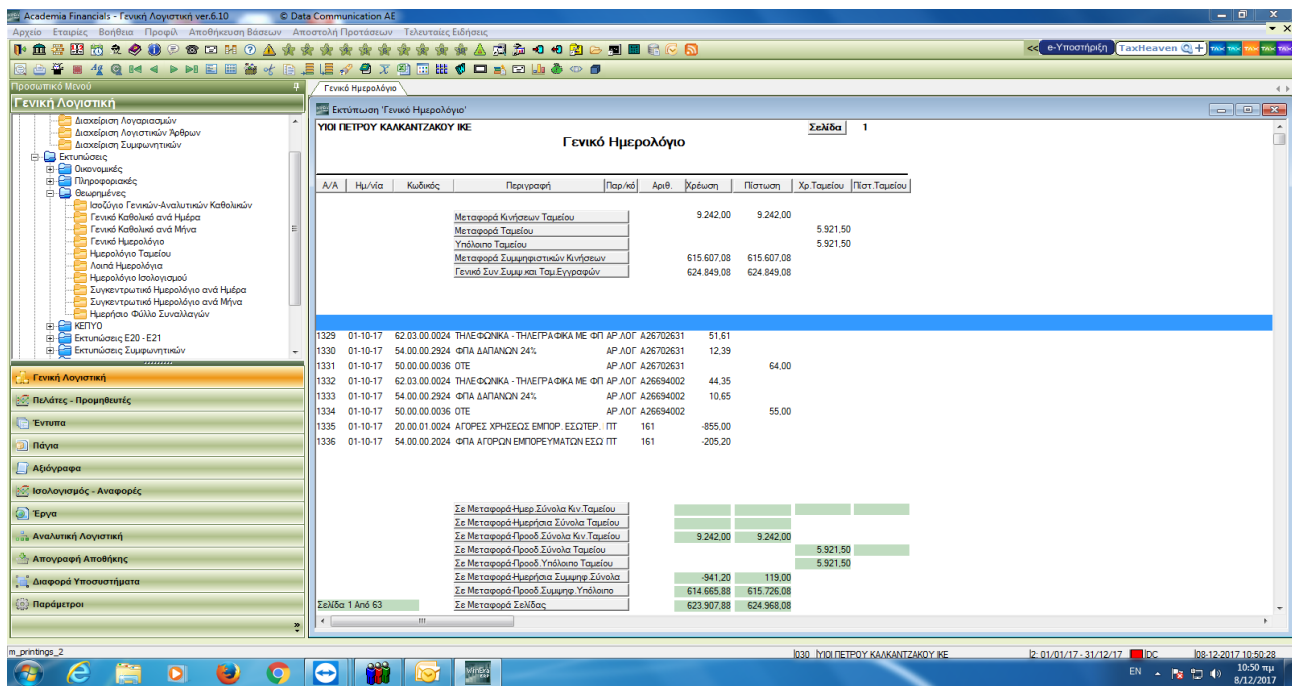 Academia Financials - Γενική Λογιστική ver.6.10 © Data Communication AE
Αρχείο Εταιρίες Βοήθεια Προφίλ Αποθήκευση Βάσεων Αποστολή Προτάσεων Τελευταίες Ειδήσεις
<< e-Υποστήριξη TaxHeaven
Προσωπικό Μενού
Γενική Λογιστική
Διαχείριση Λογαριασμών
Διαχείριση Λογιστικών Άρθρων
Διαχείριση Συμφωνητικών
Εκτυπώσεις
Οικονομικές
Πληροφοριακές
Θεωρημένες
Ισοζύγιο Γενικών-Αναλυτικών Καθολικών
Γενικό Καθολικό ανά Ημέρα
Γενικό Καθολικό ανά Μήνα
Γενικό Ημερολόγιο
Ημερολόγιο Ταμείου
Λοιπά Ημερολόγια
Ημερολόγιο Ισολογισμού
Συγκεντρωτικό Ημερολόγιο ανά Ημέρα
Συγκεντρωτικό Ημερολόγιο ανά Μήνα
Ημερήσιο Φύλλο Συναλλαγών
ΚΕΠΥΟ
Εκτυπώσεις Ε20 - Ε21
Εκτυπώσεις Συμφωνητικών
Γενική Λογιστική
Πελάτες - Προμηθευτές
Έντυπα
Πάγια
Αξιόγραφα
Ισολογισμός - Αναφορές
Έργα
Αναλυτική Λογιστική
Απογραφή Αποθήκης
Διαφορά Υποσυστήματα
Παράμετροι
Γενικό Ημερολόγιο
Εκτύπωση 'Γενικό Ημερολόγιο'
ΥΙΟΙ ΠΕΤΡΟΥ ΚΑΛΚΑΝΤΖΑΚΟΥ ΙΚΕ Σελίδα 1
Γενικό Ημερολόγιο
Α/Α Ημ/νία Κωδικός Περιγραφή Παρ/κό Αριθ. Χρέωση Πίστωση Χρ.Ταμείου Πίστ.Ταμείου
Μεταφορά Κινήσεων Ταμείου 9.242,00 9.242,00
Μεταφορά Ταμείου 5.921,50
Υπόλοιπο Ταμείου 5.921,50
Μεταφορά Συμψηφιστικών Κινήσεων 615.607,08 615.607,08
Γενικό Συν.Συμψ.και Ταμ.Εγγραφών 624.849,08 624.849,08
1329 01-10-17 62.03.00.0024 ΤΗΛΕΦΩΝΙΚΑ - ΤΗΛΕΓΡΑΦΙΚΑ ΜΕ ΦΠ ΑΡ.ΛΟΓ Α26702631 51,61
1330 01-10-17 54.00.00.2924 ΦΠΑ ΔΑΠΑΝΩΝ 24% ΑΡ.ΛΟΓ Α26702631 12,39
1331 01-10-17 50.00.00.0036 ΟΤΕ ΑΡ.ΛΟΓ Α26702631 64,00
1332 01-10-17 62.03.00.0024 ΤΗΛΕΦΩΝΙΚΑ - ΤΗΛΕΓΡΑΦΙΚΑ ΜΕ ΦΠ ΑΡ.ΛΟΓ Α26694002 44,35
1333 01-10-17 54.00.00.2924 ΦΠΑ ΔΑΠΑΝΩΝ 24% ΑΡ.ΛΟΓ Α26694002 10,65
1334 01-10-17 50.00.00.0036 ΟΤΕ ΑΡ.ΛΟΓ Α26694002 55,00
1335 01-10-17 20.00.01.0024 ΑΓΟΡΕΣ ΧΡΗΣΕΩΣ ΕΜΠΟΡ. ΕΣΩΤΕΡ. ΠΤ 161 -855,00
1336 01-10-17 54.00.00.2024 ΦΠΑ ΑΓΟΡΩΝ ΕΜΠΟΡΕΥΜΑΤΩΝ ΕΣΩ ΠΤ 161 -205,20
Σε Μεταφορά-Ημερ.Σύνολα Κιν.Ταμείου
Σε Μεταφορά-Ημερήσια Σύνολα Ταμείου
Σε Μεταφορά-Προοδ.Σύνολα Κιν.Ταμείου 9.242,00 9.242,00
Σε Μεταφορά-Προοδ.Σύνολα Ταμείου 5.921,50
Σε Μεταφορά-Προοδ.Υπόλοιπο Ταμείου 5.921,50
Σε Μεταφορά-Ημερήσια Συμψηφ.Σύνολα -941,20 119,00
Σε Μεταφορά-Προοδ.Συμψηφ.Υπόλοιπο 614.665,88 615.726,08
Σελίδα 1 Από 63 Σε Μεταφορά Σελίδας 623.907,88 624.968,08
m_printings_2 030 ΥΙΟΙ ΠΕΤΡΟΥ ΚΑΛΚΑΝΤΖΑΚΟΥ ΙΚΕ 2: 01/01/17 - 31/12/17 DC 08-12-2017 10:50:28
EN 10:50 πμ
8/12/2017